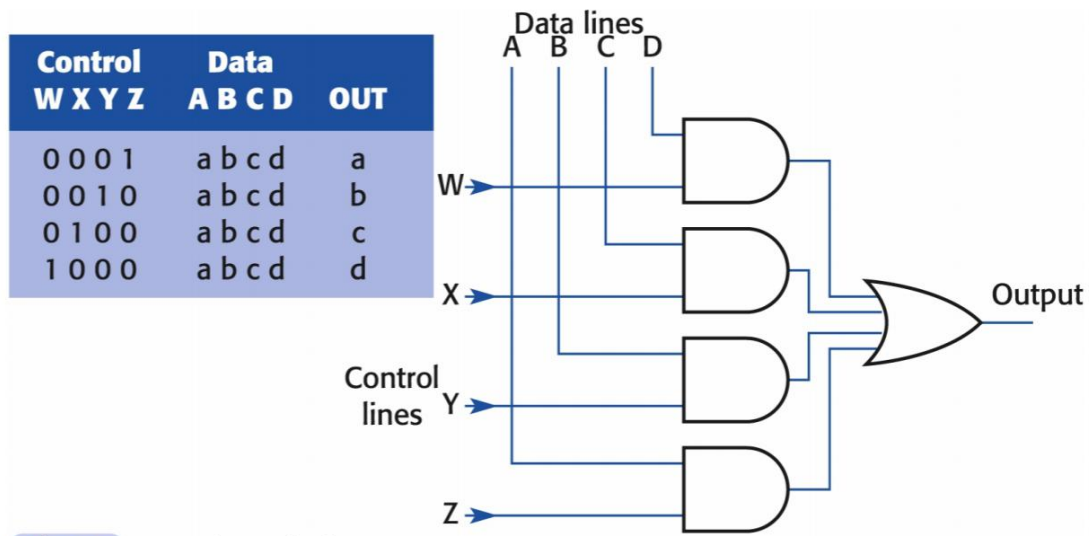 Control Data
W X Y Z A B C D OUT
0 0 0 1 a b c d a
0 0 1 0 a b c d b
0 1 0 0 a b c d c
1 0 0 0 a b c d d
Data lines
A B C D
W
X
Output
Control
lines
Y
Z